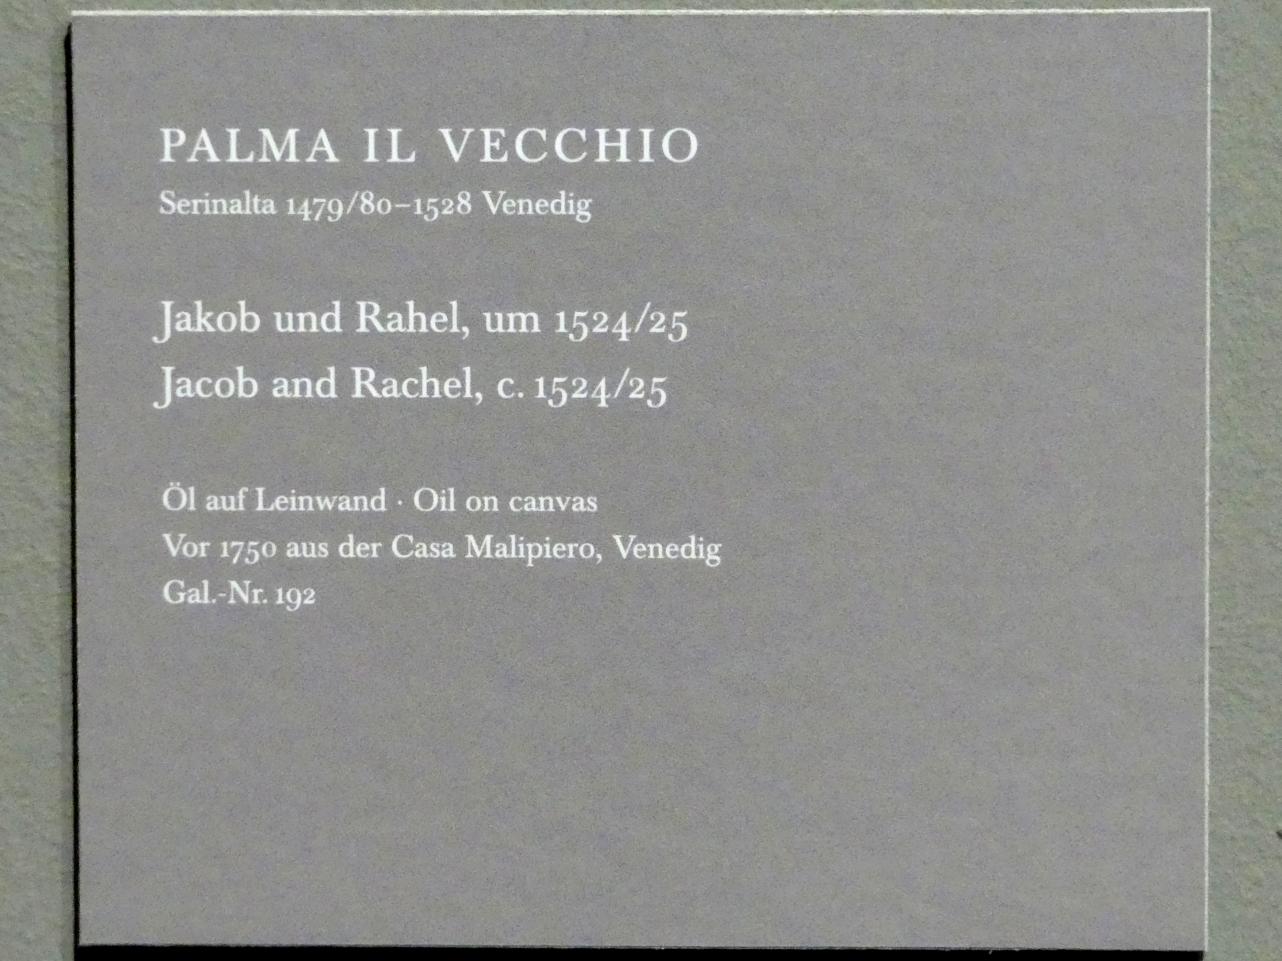 PALMA IL VECCHIO
Serinalta 1479/80–1528 Venedig
Jakob und Rahel, um 1524/25
Jacob and Rachel, c. 1524/25
Öl auf Leinwand · Oil on canvas
Vor 1750 aus der Casa Malipiero, Venedig
Gal.-Nr. 192